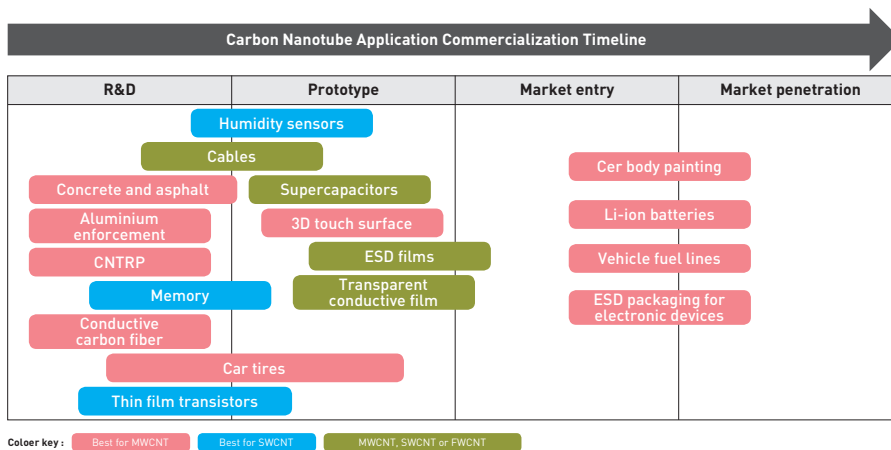 Carbon Nanotube Application Commercialization Timeline
R&D
Prototype
Market entry
Market penetration
Humidity sensors
Cables
Concrete and asphalt
Supercapacitors
Cer body painting
Aluminium
enforcement
3D touch surface
Li-ion batteries
CNTRP
ESD films
Vehicle fuel lines
Memory
Transparent
conductive film
ESD packaging for
electronic devices
Conductive
carbon fiber
Car tires
Thin film transistors
Coloer key :
Best for MWCNT
Best for SWCNT
MWCNT, SWCNT or FWCNT